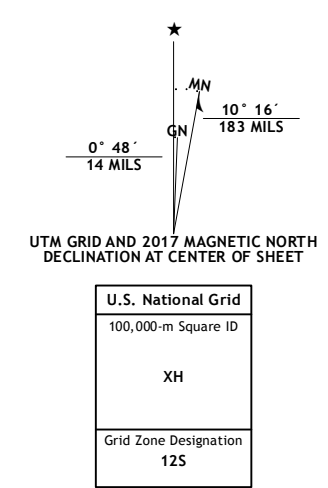 ★
MN
GN
10° 16´
183 MILS
0° 48´
14 MILS
UTM GRID AND 2017 MAGNETIC NORTH
DECLINATION AT CENTER OF SHEET
U.S. National Grid
100,000-m Square ID
XH
Grid Zone Designation
12S